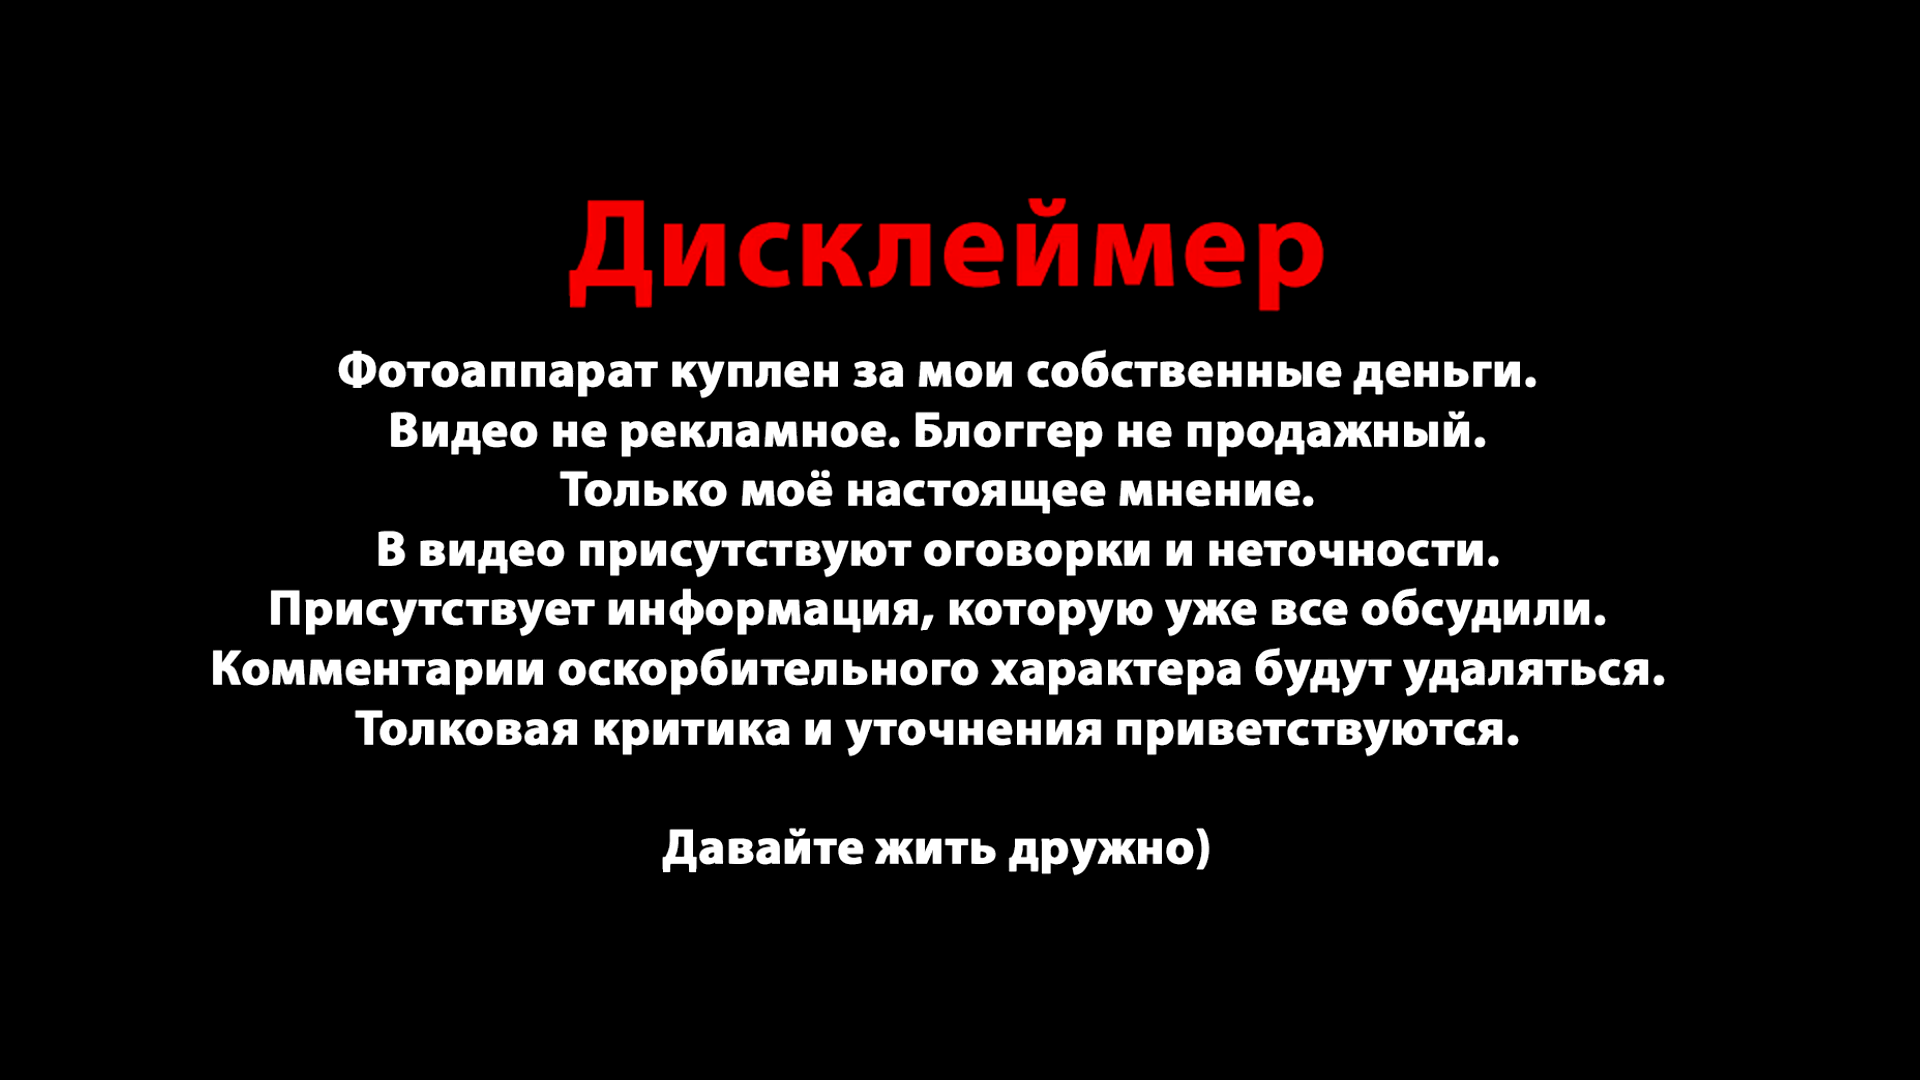 Дисклеймер
Фотоаппарат куплен за мои собственные деньги.
Видео не рекламное. Блоггер не продажный.
Только моё настоящее мнение.
В видео присутствуют оговорки и неточности.
Присутствует информация, которую уже все обсудили.
Комментарии оскорбительного характера будут удаляться.
Толковая критика и уточнения приветствуются.
Давайте жить дружно)